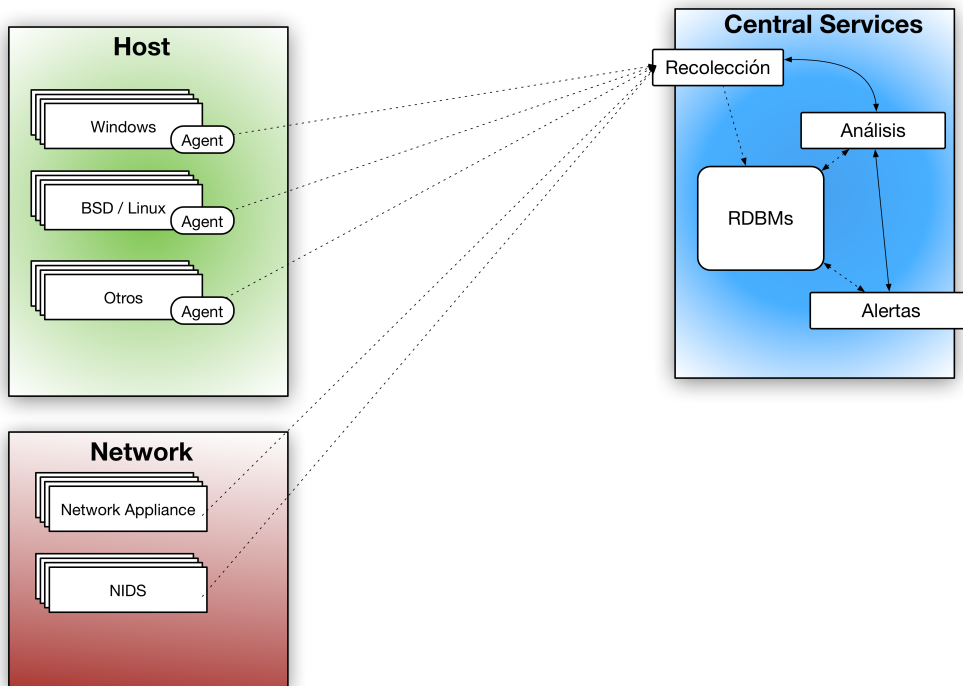 Host
Windows
Agent
BSD / Linux
Agent
Otros
Agent
Network
Network Appliance
NIDS
Central Services
Recolección
Análisis
RDBMs
Alertas